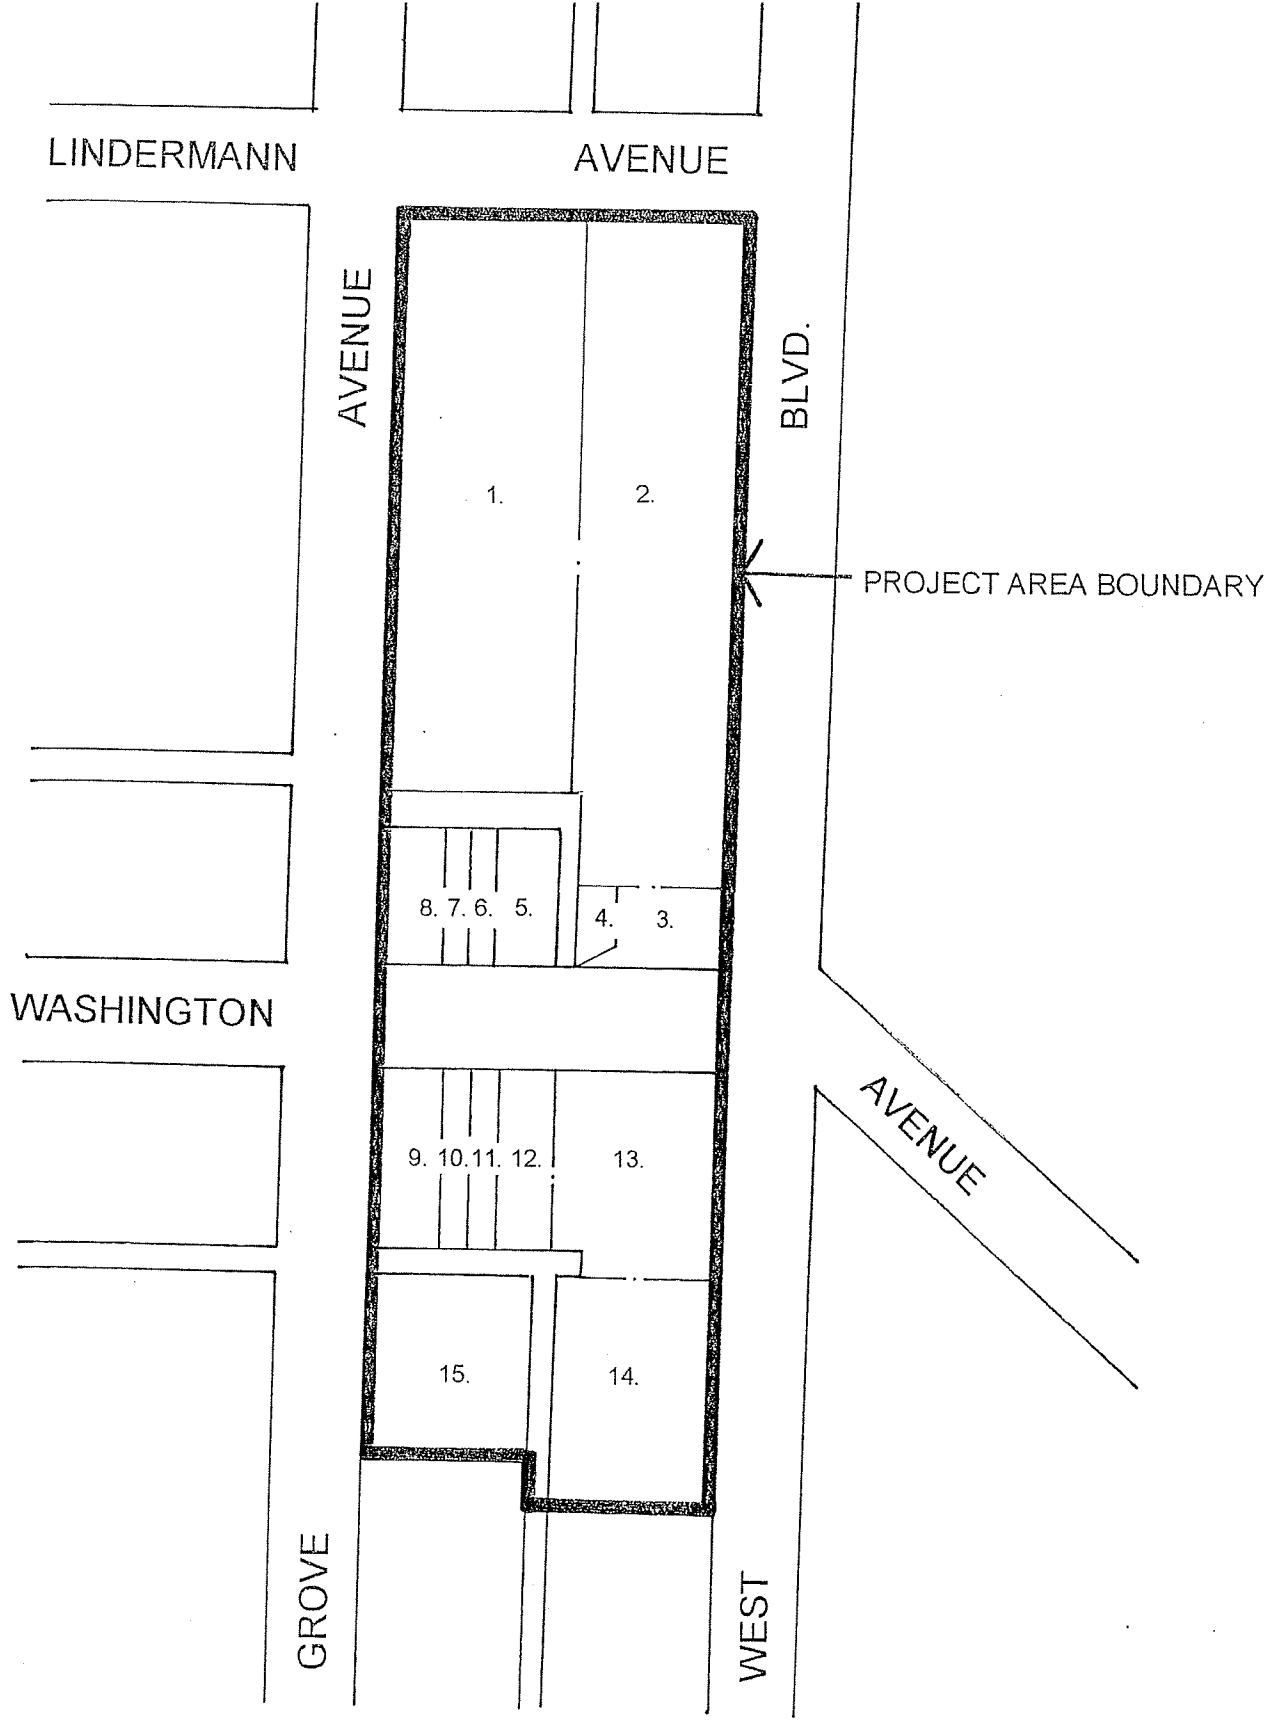 LINDERMANN AVENUE
AVENUE
BLVD.
1. 2.
PROJECT AREA BOUNDARY
8. 7. 6. 5. 4. 3.
WASHINGTON
AVENUE
9. 10. 11. 12. 13.
15. 14.
GROVE
WEST